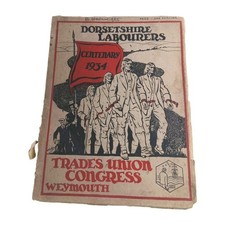 DORSETSHIRE
LABOURERS
CENTENARY
1934
TRADES UNION
CONGRESS
WEYMOUTH